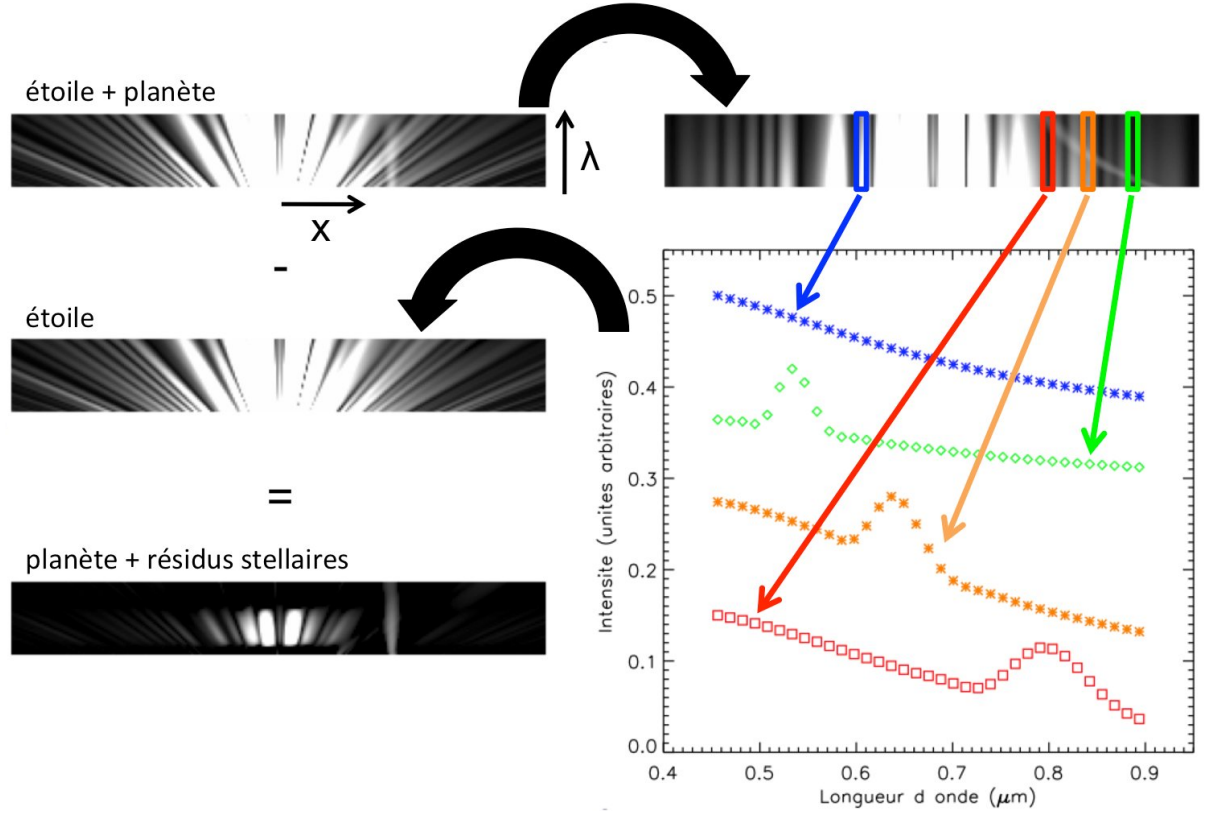 étoile + planète
λ
x
-
étoile
=
planète + résidus stellaires
Intensite (unites arbitraires)
0.5
0.4
0.3
0.2
0.1
0.0
0.4 0.5 0.6 0.7 0.8 0.9
Longueur d onde (μm)